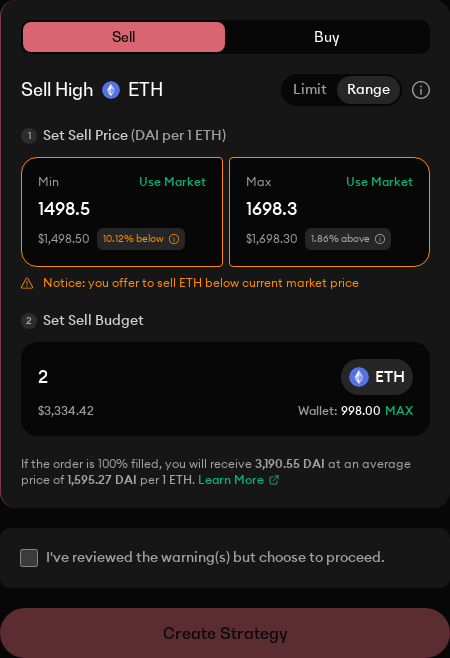 Sell Buy
Sell High ETH Limit Range
1 Set Sell Price (DAI per 1 ETH)
Min Use Market Max Use Market
1498.5 1698.3
$1,498.50 10.12% below $1,698.30 1.86% above
Notice: you offer to sell ETH below current market price
2 Set Sell Budget
2 ETH
$3,334.42 Wallet: 998.00 MAX
If the order is 100% filled, you will receive 3,190.55 DAI at an average
price of 1,595.27 DAI per 1 ETH. Learn More
I've reviewed the warning(s) but choose to proceed.
Create Strategy